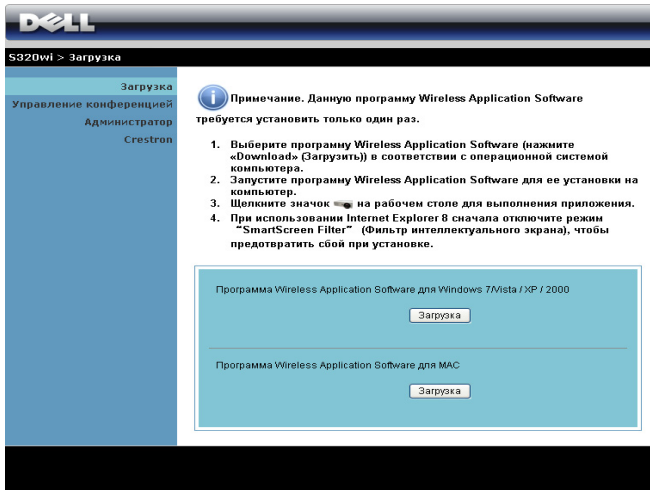 DELL
S320wi > Загрузка
Загрузка
Управление конференцией
Администратор
Crestron
Примечание. Данную программу Wireless Application Software
требуется установить только один раз.
1. Выберите программу Wireless Application Software (нажмите
«Download» (Загрузить)) в соответствии с операционной системой
компьютера.
2. Запустите программу Wireless Application Software для ее установки на
компьютер.
3. Щелкните значок на рабочем столе для выполнения приложения.
4. При использовании Internet Explorer 8 сначала отключите режим
“SmartScreen Filter” (Фильтр интеллектуального экрана), чтобы
предотвратить сбой при установке.
Программа Wireless Application Software для Windows 7/Vista / XP / 2000
Загрузка
Программа Wireless Application Software для MAC
Загрузка